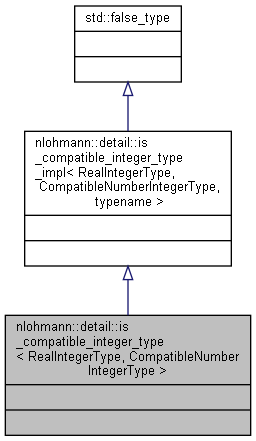 std::false_type
nlohmann::detail::is
_compatible_integer_type
_impl< RealIntegerType,
CompatibleNumberIntegerType,
typename >
nlohmann::detail::is
_compatible_integer_type
< RealIntegerType, CompatibleNumber
IntegerType >